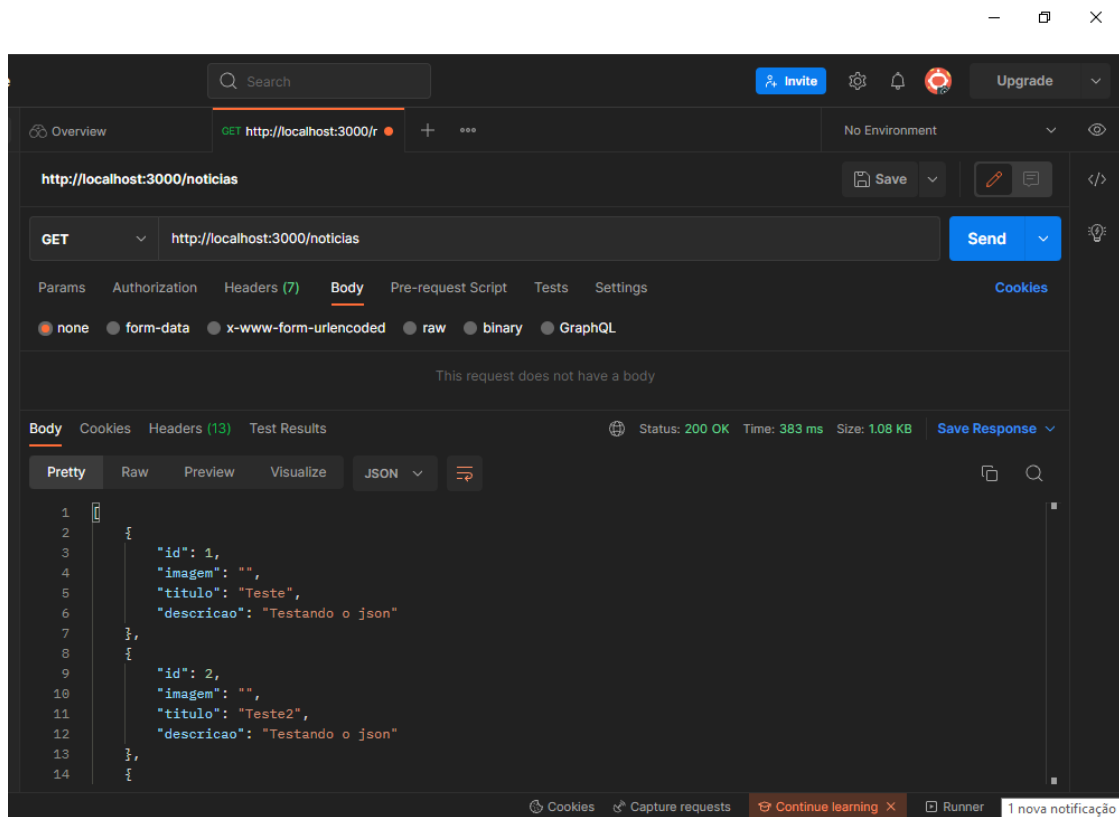 Search
Invite
Upgrade
Overview
GET http://localhost:3000/r
No Environment
http://localhost:3000/noticias
Save
</>
GET
http://localhost:3000/noticias
Send
Params Authorization Headers (7) Body Pre-request Script Tests Settings Cookies
none form-data x-www-form-urlencoded raw binary GraphQL
This request does not have a body
Body Cookies Headers (13) Test Results Status: 200 OK Time: 383 ms Size: 1.08 KB Save Response
Pretty Raw Preview Visualize JSON
1 [
2 {
3 "id": 1,
4 "imagem": "",
5 "titulo": "Teste",
6 "descricao": "Testando o json"
7 },
8 {
9 "id": 2,
10 "imagem": "",
11 "titulo": "Teste2",
12 "descricao": "Testando o json"
13 },
14 {
Cookies Capture requests Continue learning Runner 1 nova notificação